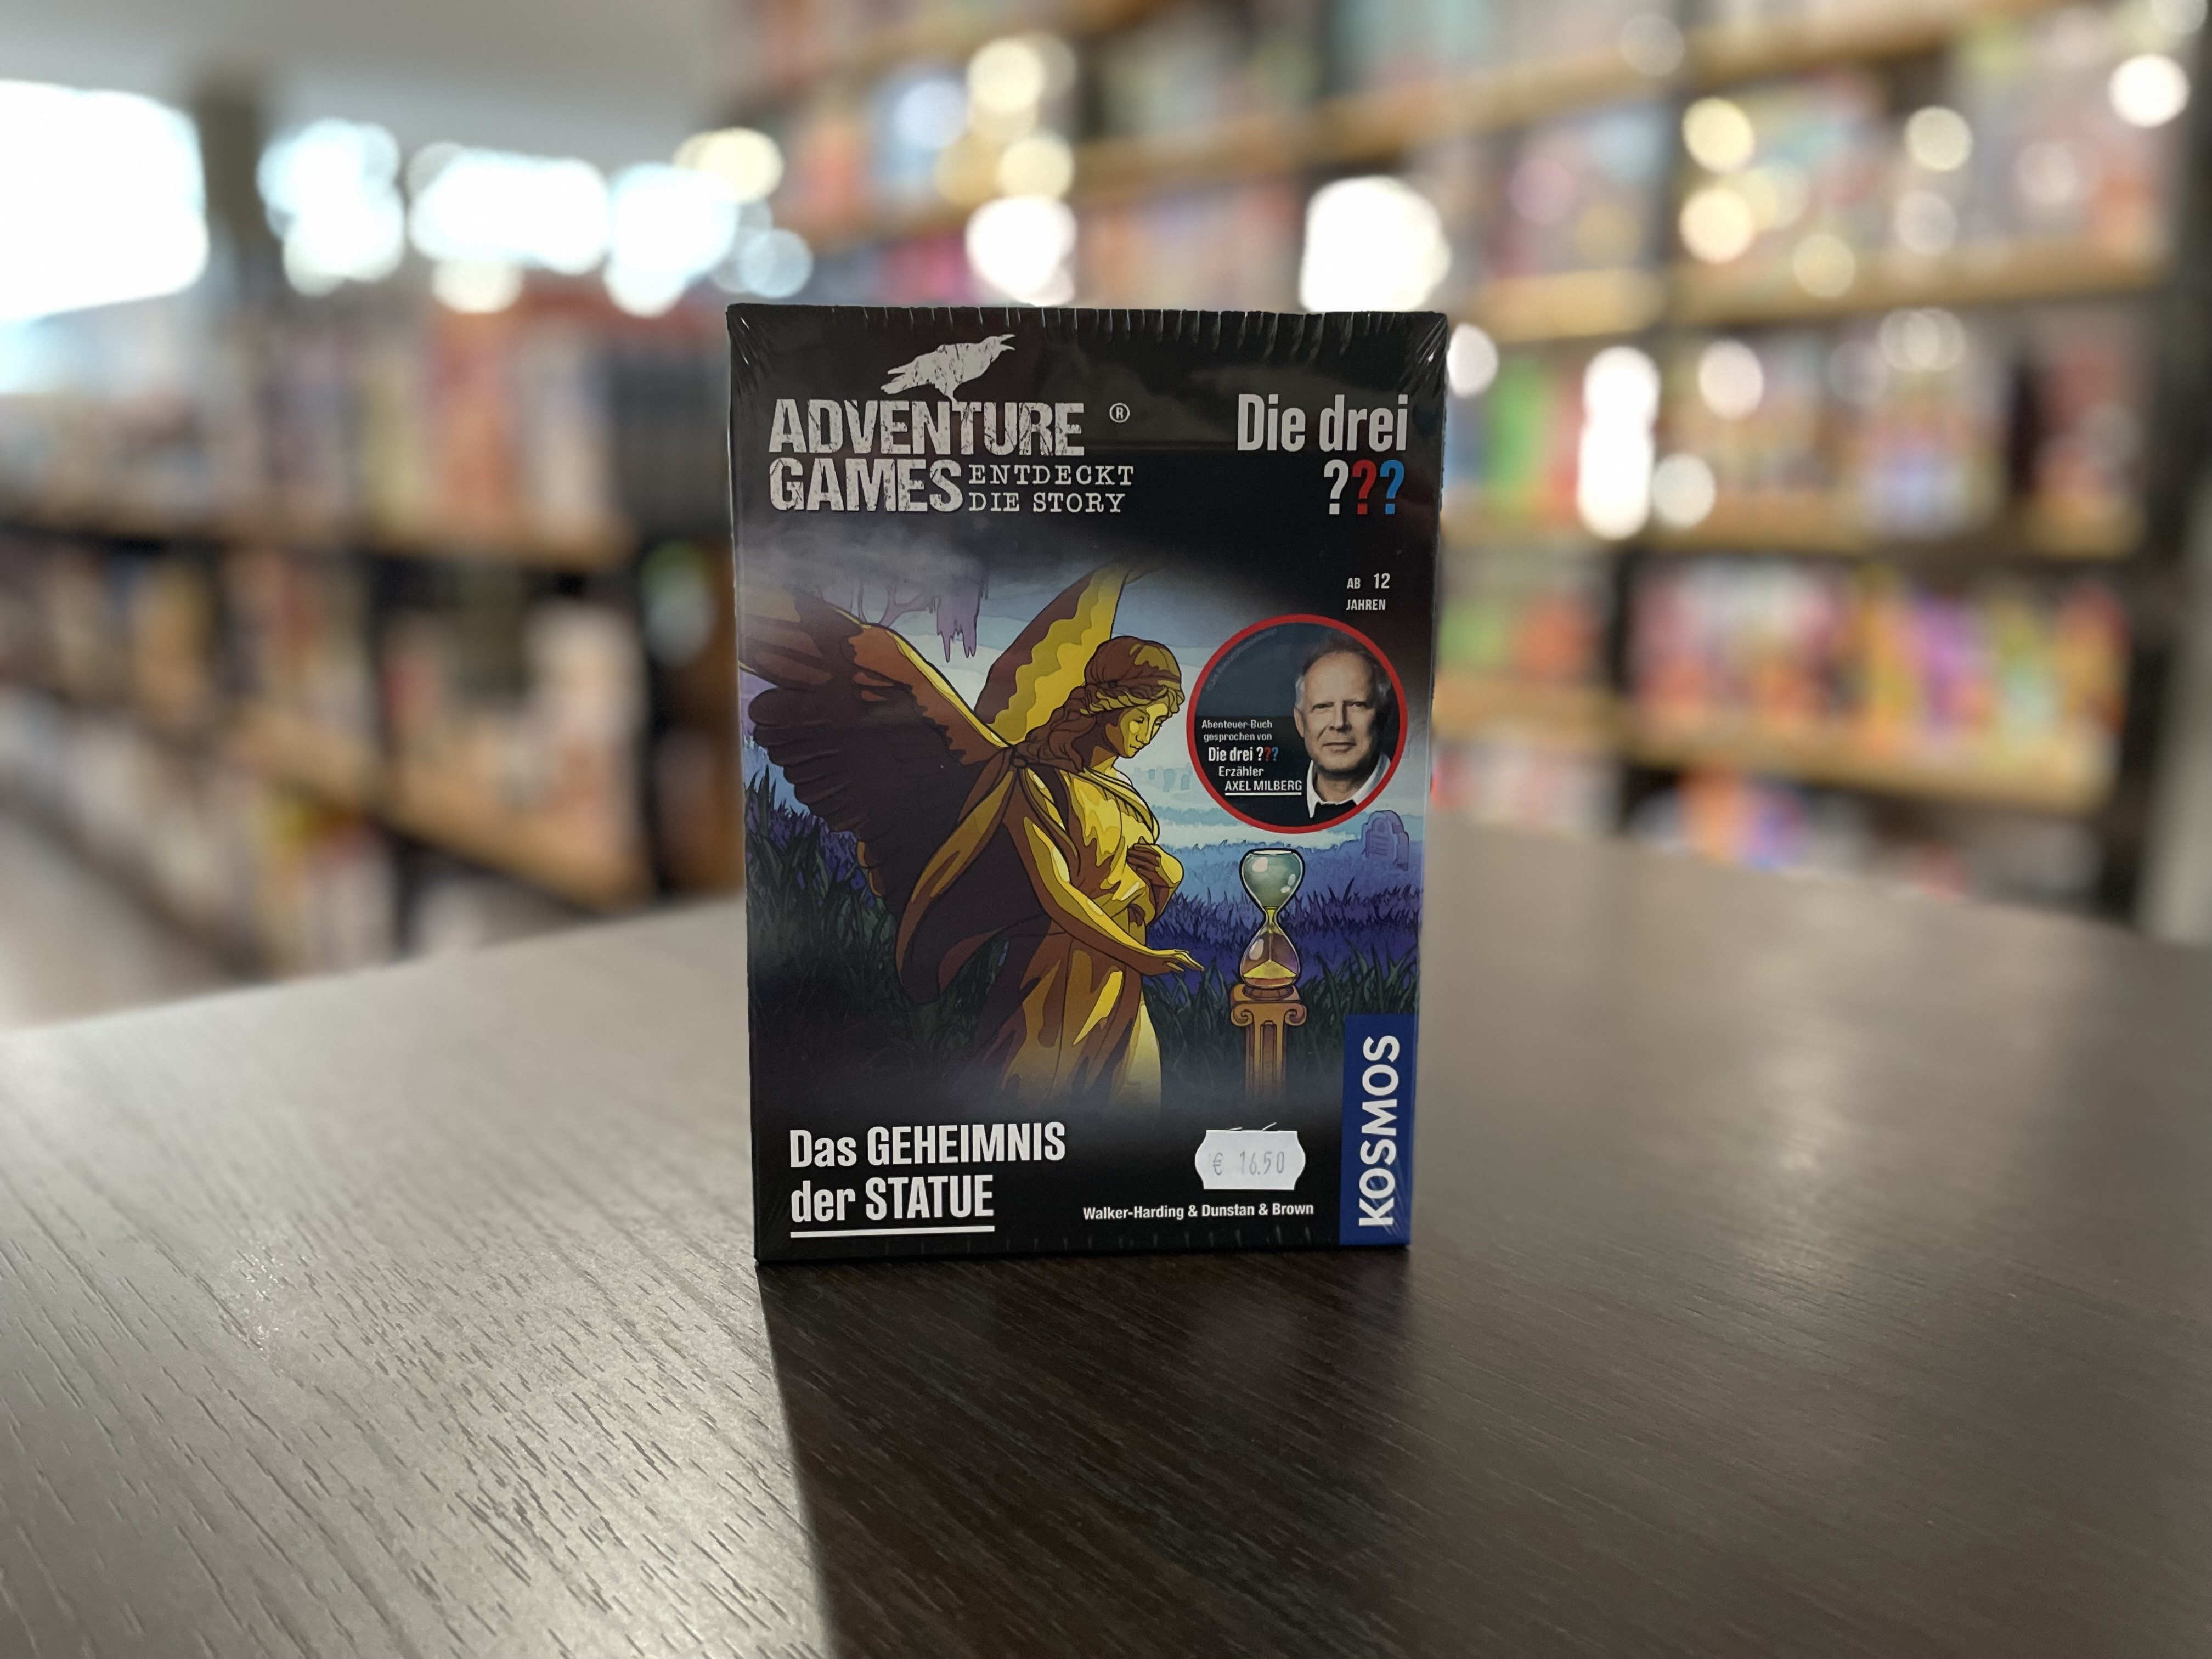 ADVENTURE ®
GAMES ENTDECKT
DIE STORY
Die drei
???
AB 12
JAHREN
Abenteuer-Buch
gesprochen von
Die drei ???
Erzähler
AXEL MILBERG
KOSMOS
Das GEHEIMNIS
der STATUE
€ 16.50
Walker-Harding & Dunstan & Brown